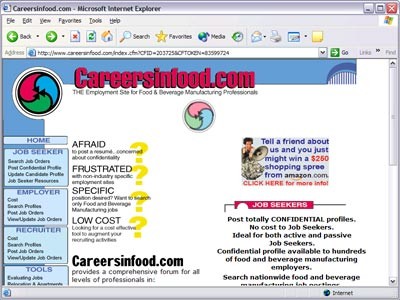 Careersinfood.com - Microsoft Internet Explorer
File Edit View Favorites Tools Help
Back Search Favorites
Address http://www.careersinfood.com/index.cfm?CFID=203725&CFTOKEN=83599724 Go Links
Careersinfood.com
THE Employment Site for Food & Beverage Manufacturing Professionals
HOME
JOB SEEKER
Search Job Orders
Post Confidential Profile
Update Candidate Profile
Job Seeker Resources
EMPLOYER
Cost
Search Profiles
Post Job Orders
View/Update Job Orders
RECRUITER
Cost
Search Profiles
Post Job Orders
View/Update Job Orders
TOOLS
Evaluating Jobs
Relocation & Apartments
AFRAID
to post a resume, concerned
about confidentiality
?
FRUSTRATED
with non-industry specific
employment sites
?
SPECIFIC
position desired? Want to search
only Food and Beverage
Manufacturing jobs
?
LOW COST
Looking for a cost effective
tool to augment your
recruiting activities
?
Careersinfood.com
provides a comprehensive forum for all
levels of professionals in:
Tell a friend about
us and you just
might win a $250
shopping spree
from amazon.com.
CLICK HERE for more info!
JOB SEEKERS
Post totally CONFIDENTIAL profiles.
No cost to Job Seekers.
Ideal for both active and passive
Job Seekers.
Confidential profile available to hundreds
of food and beverage manufacturing
employers.
Search nationwide food and beverage
manufacturing job postings
Internet